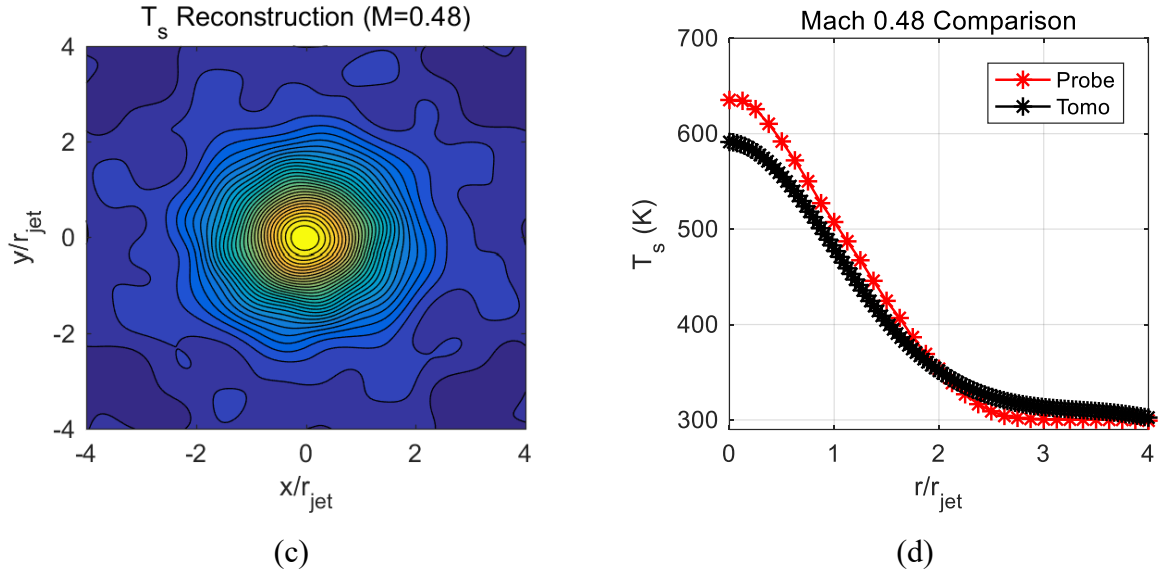 T_s Reconstruction (M=0.48)
4
2
0
-2
-4
y/r_jet
-4
-2
0
2
4
x/r_jet
(c)
Mach 0.48 Comparison
700
600
500
400
300
T_s (K)
Probe
Tomo
0
1
2
3
4
r/r_jet
(d)